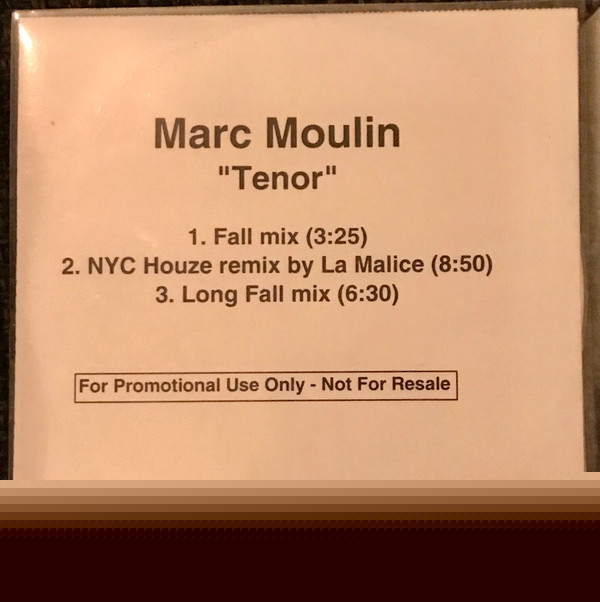 Marc Moulin
"Tenor"
1. Fall mix (3:25)
2. NYC Houze remix by La Malice (8:50)
3. Long Fall mix (6:30)
For Promotional Use Only - Not For Resale